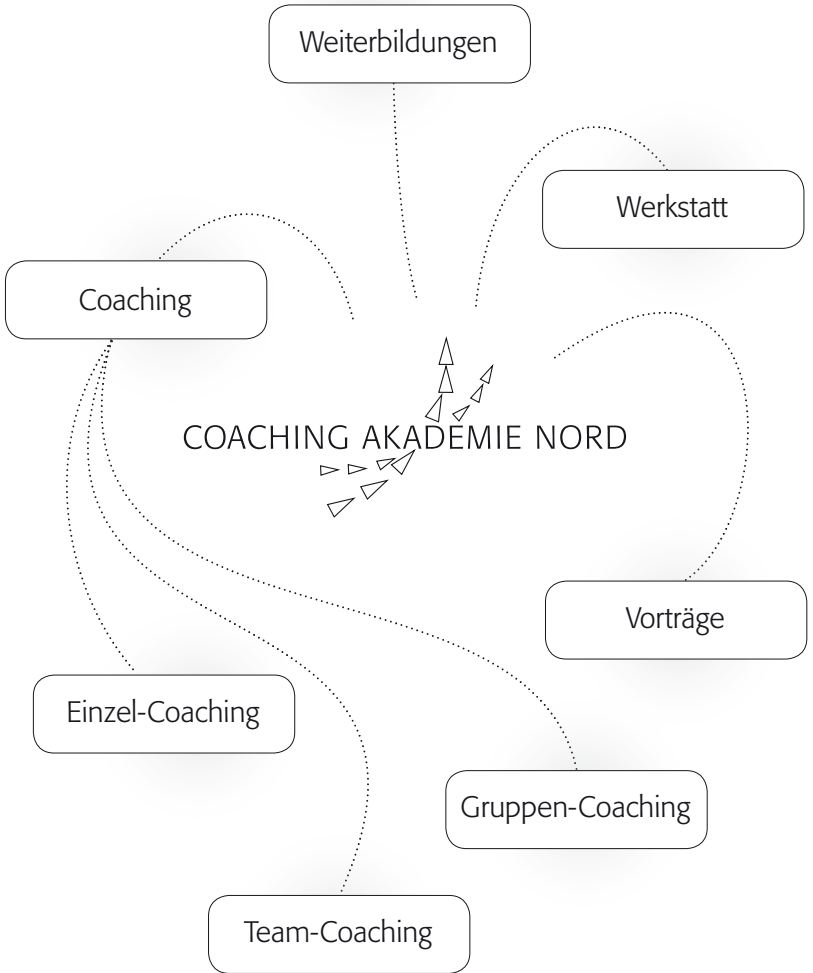 Weiterbildungen
Werkstatt
Coaching
COACHING AKADEMIE NORD
Vorträge
Einzel-Coaching
Gruppen-Coaching
Team-Coaching